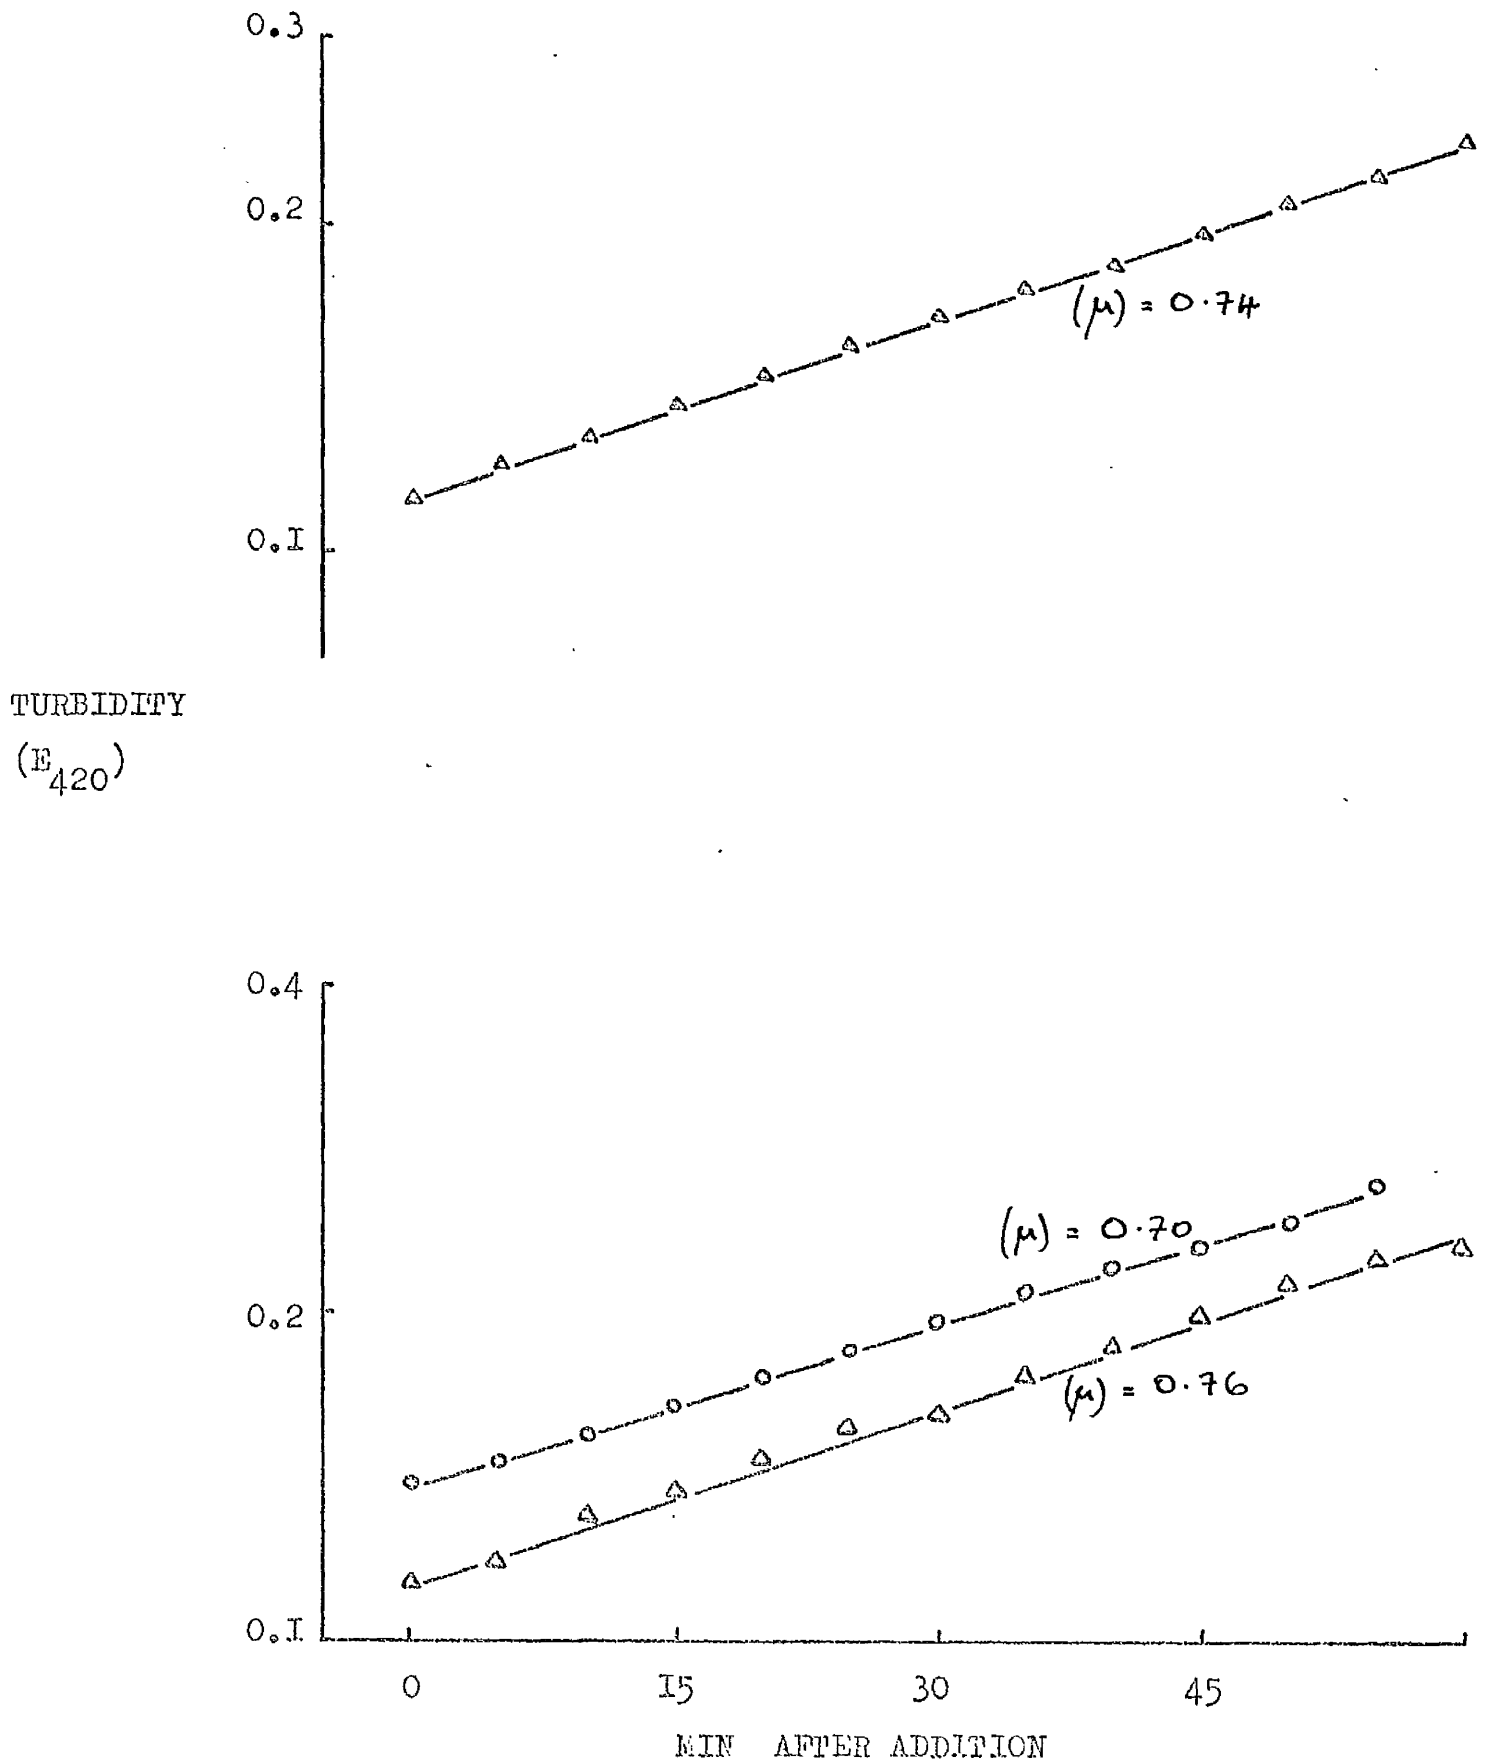 0.3
0.2
(μ) = 0.74
0.I
TURBIDITY
(E420)
0.4
(μ) = 0.70
0.2
(μ) = 0.76
0.I
0 I5 30 45
MIN AFTER ADDITION